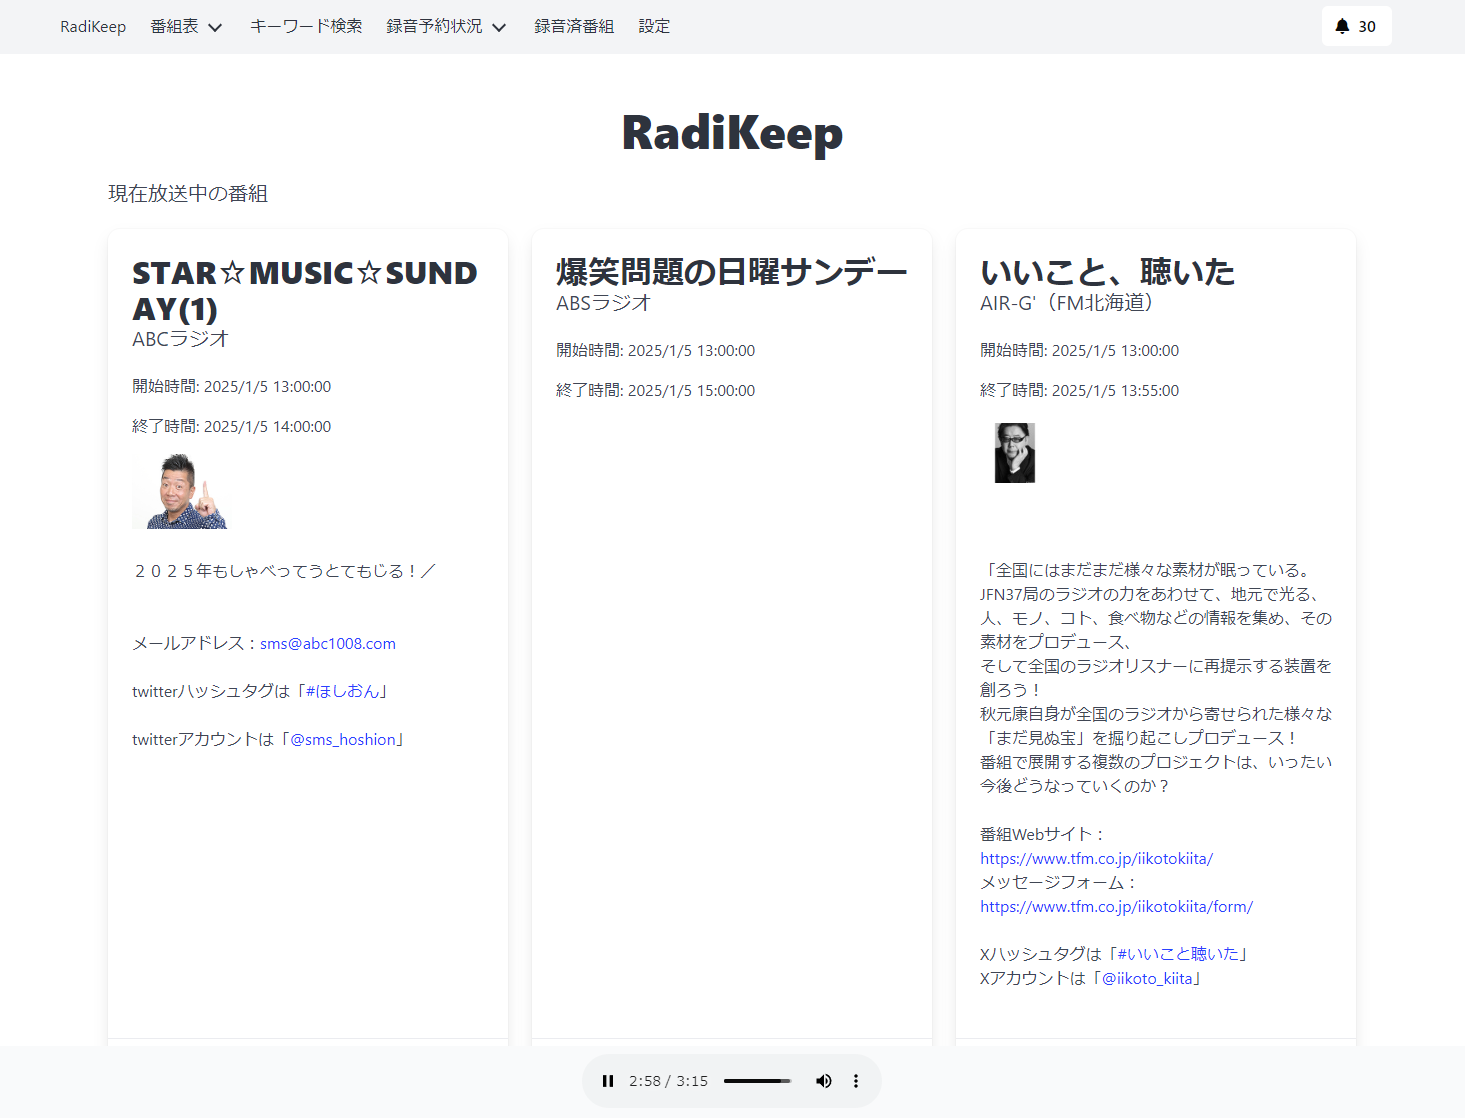 RadiKeep 番組表 キーワード検索 録音予約状況 録音済番組 設定 30
RadiKeep
現在放送中の番組
STAR☆MUSIC☆SUND
AY(1)
ABCラジオ
開始時間: 2025/1/5 13:00:00
終了時間: 2025/1/5 14:00:00
２０２５年もしゃべってうとてもじる！／
メールアドレス：sms@abc1008.com
twitterハッシュタグは「#ほしおん」
twitterアカウントは「@sms_hoshion」
爆笑問題の日曜サンデー
ABSラジオ
開始時間: 2025/1/5 13:00:00
終了時間: 2025/1/5 15:00:00
いいこと、聴いた
AIR-G'（FM北海道）
開始時間: 2025/1/5 13:00:00
終了時間: 2025/1/5 13:55:00
「全国にはまだまだ様々な素材が眠っている。
JFN37局のラジオの力をあわせて、地元で光る、
人、モノ、コト、食べ物などの情報を集め、その
素材をプロデュース、
そして全国のラジオリスナーに再提示する装置を
創ろう！
秋元康自身が全国のラジオから寄せられた様々な
「まだ見ぬ宝」を掘り起こしプロデュース！
番組で展開する複数のプロジェクトは、いったい
今後どうなっていくのか？
番組Webサイト：
https://www.tfm.co.jp/iikotokiita/
メッセージフォーム：
https://www.tfm.co.jp/iikotokiita/form/
Xハッシュタグは「#いいこと聴いた」
Xアカウントは「@iikoto_kiita」
2:58 / 3:15